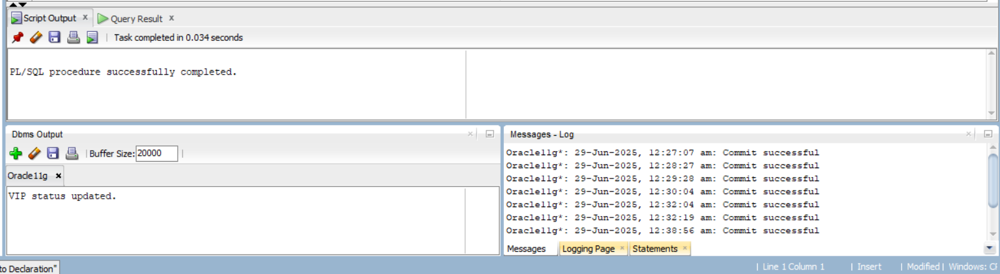 Script Output x Query Result x
Task completed in 0.034 seconds
PL/SQL procedure successfully completed.
Dbms Output
Buffer Size: 20000
Oracle11g x
VIP status updated.
Messages - Log
Oracle11g*: 29-Jun-2025, 12:27:07 am: Commit successful
Oracle11g*: 29-Jun-2025, 12:28:27 am: Commit successful
Oracle11g*: 29-Jun-2025, 12:29:28 am: Commit successful
Oracle11g*: 29-Jun-2025, 12:30:04 am: Commit successful
Oracle11g*: 29-Jun-2025, 12:32:04 am: Commit successful
Oracle11g*: 29-Jun-2025, 12:32:19 am: Commit successful
Oracle11g*: 29-Jun-2025, 12:38:56 am: Commit successful
Messages Logging Page x Statements x
to Declaration"
| Line 1 Column 1 | Insert | Modified | Windows: